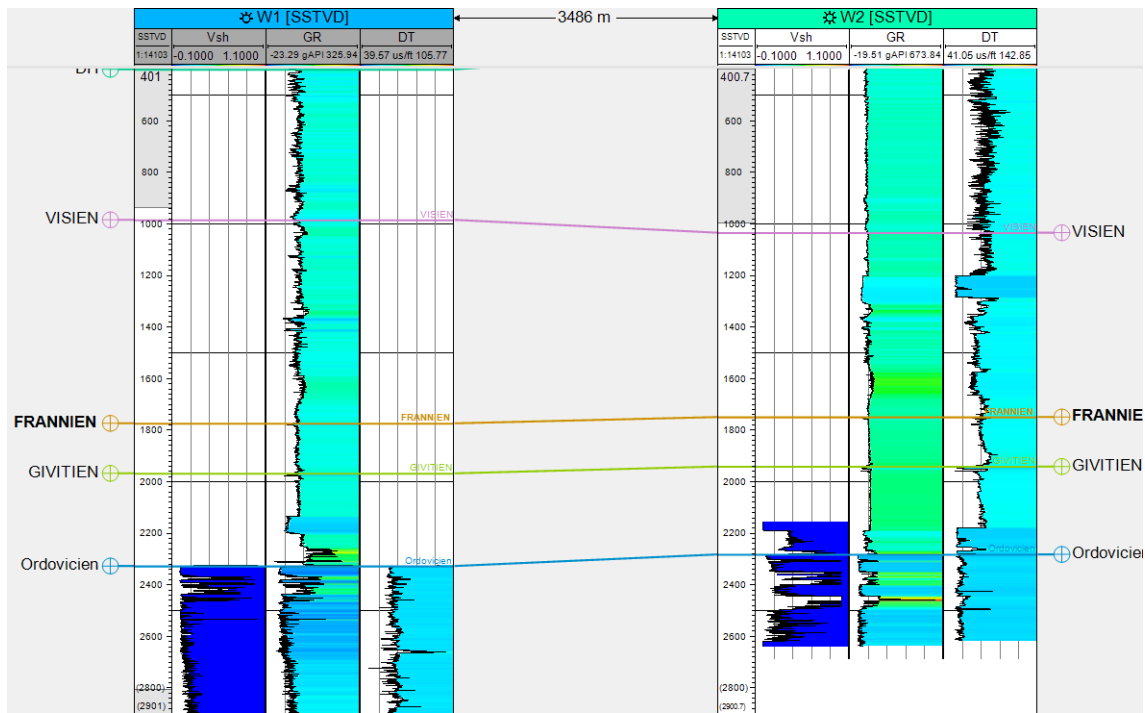 W1 [SSTVD]
3486 m
W2 [SSTVD]
SSTVD Vsh GR DT
1:14103 -0.1000 1.1000 -23.29 gAPI 325.94 39.57 us/ft 105.77
SSTVD Vsh GR DT
1:14103 -0.1000 1.1000 -19.51 gAPI 673.84 41.05 us/ft 142.85
401
600
800
1000
1200
1400
1600
1800
2000
2200
2400
2600
(2800)
(2901)
400.7
600
800
1000
1200
1400
1600
1800
2000
2200
2400
2600
(2800)
(2900.7)
VISIEN VISIEN VISIEN VISIEN
FRANNIEN FRANNIEN FRANNIEN FRANNIE
GIVITIEN GIVITIEN GIVITIEN GIVITIEN
Ordovicien Ordovicien Ordovicien Ordovicien